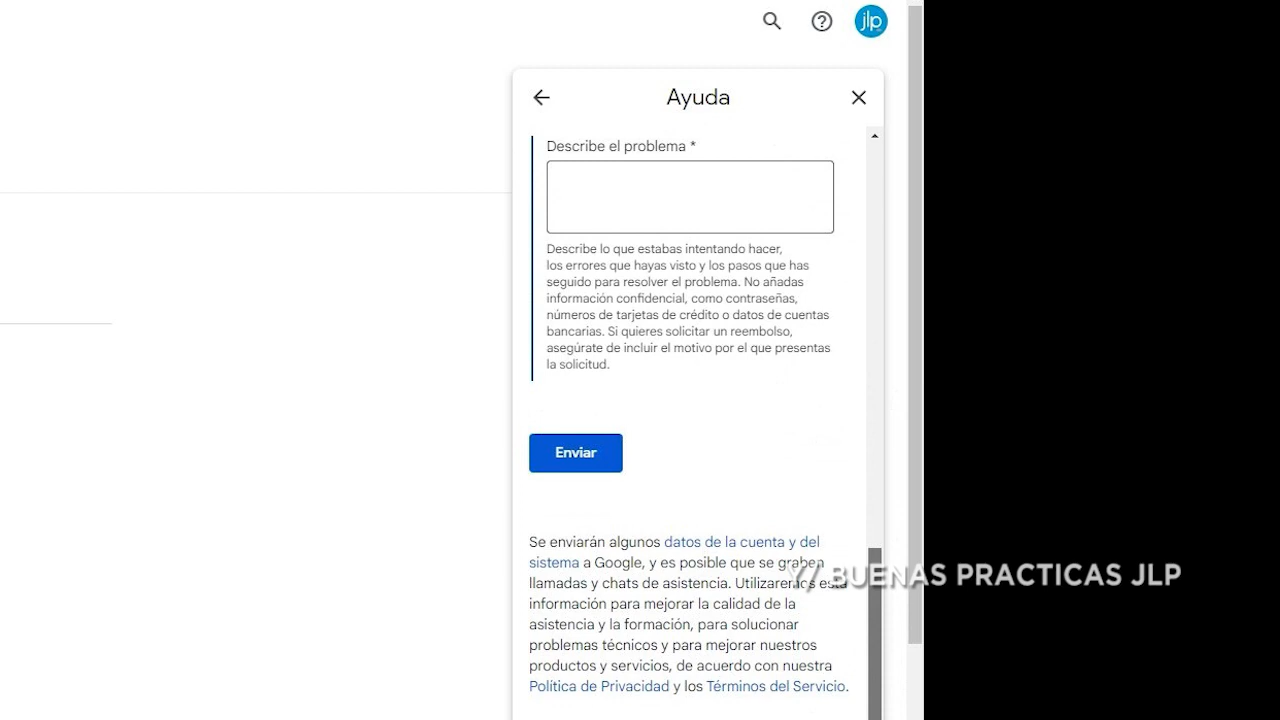 jlp
Ayuda
Describe el problema *
Describe lo que estabas intentando hacer,
los errores que hayas visto y los pasos que has
seguido para resolver el problema. No añadas
información confidencial, como contraseñas,
números de tarjetas de crédito o datos de cuentas
bancarias. Si quieres solicitar un reembolso,
asegúrate de incluir el motivo por el que presentas
la solicitud.
Enviar
Se enviarán algunos datos de la cuenta y del
sistema a Google, y es posible que se graben
llamadas y chats de asistencia. Utilizaremos esta
información para mejorar la calidad de la
asistencia y la formación, para solucionar
problemas técnicos y para mejorar nuestros
productos y servicios, de acuerdo con nuestra
Política de Privacidad y los Términos del Servicio.
Y/ BUENAS PRACTICAS JLP